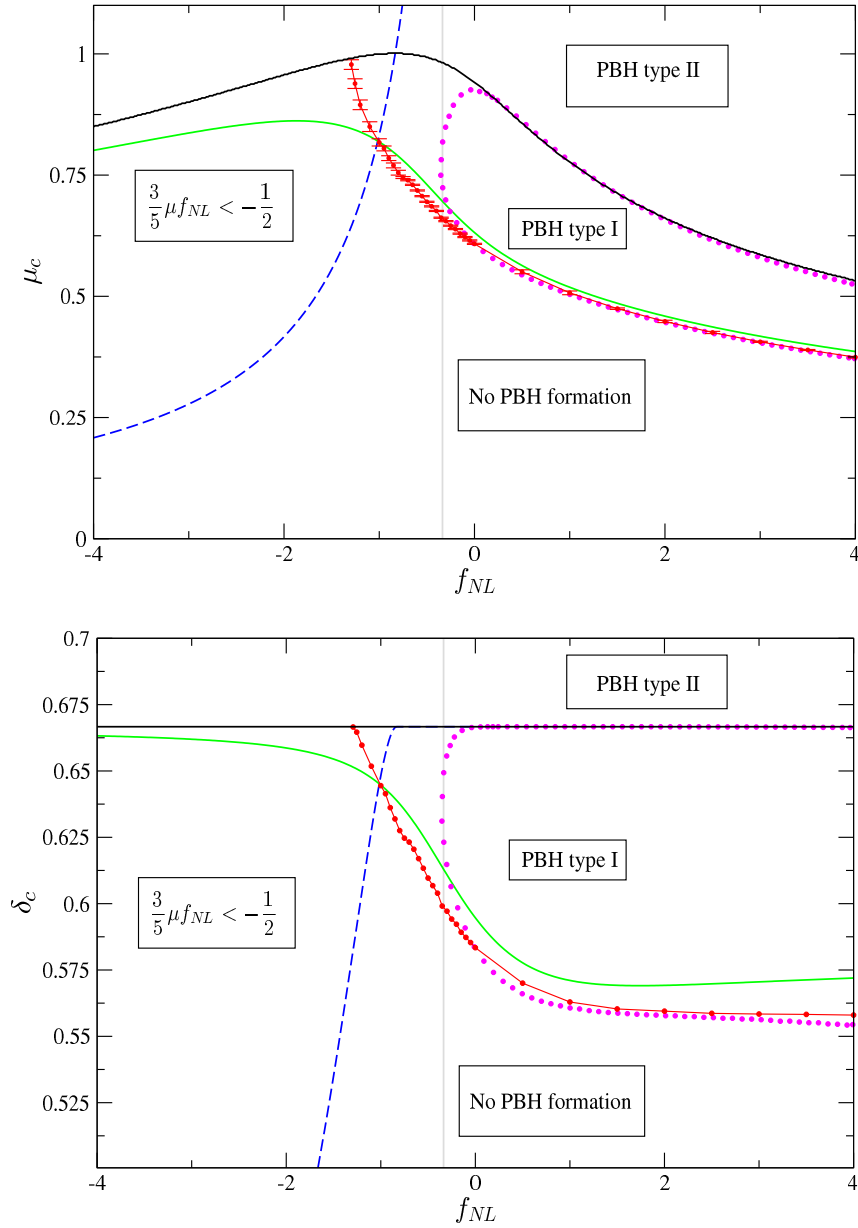 1
0.75
0.5
0.25
0
μ_c
PBH type II
3/5 μf_NL < −1/2
PBH type I
No PBH formation
-4
-2
0
2
4
f_NL
0.7
0.675
0.65
0.625
0.6
0.575
0.55
0.525
δ_c
PBH type II
PBH type I
3/5 μf_NL < −1/2
No PBH formation
-4
-2
0
2
4
f_NL